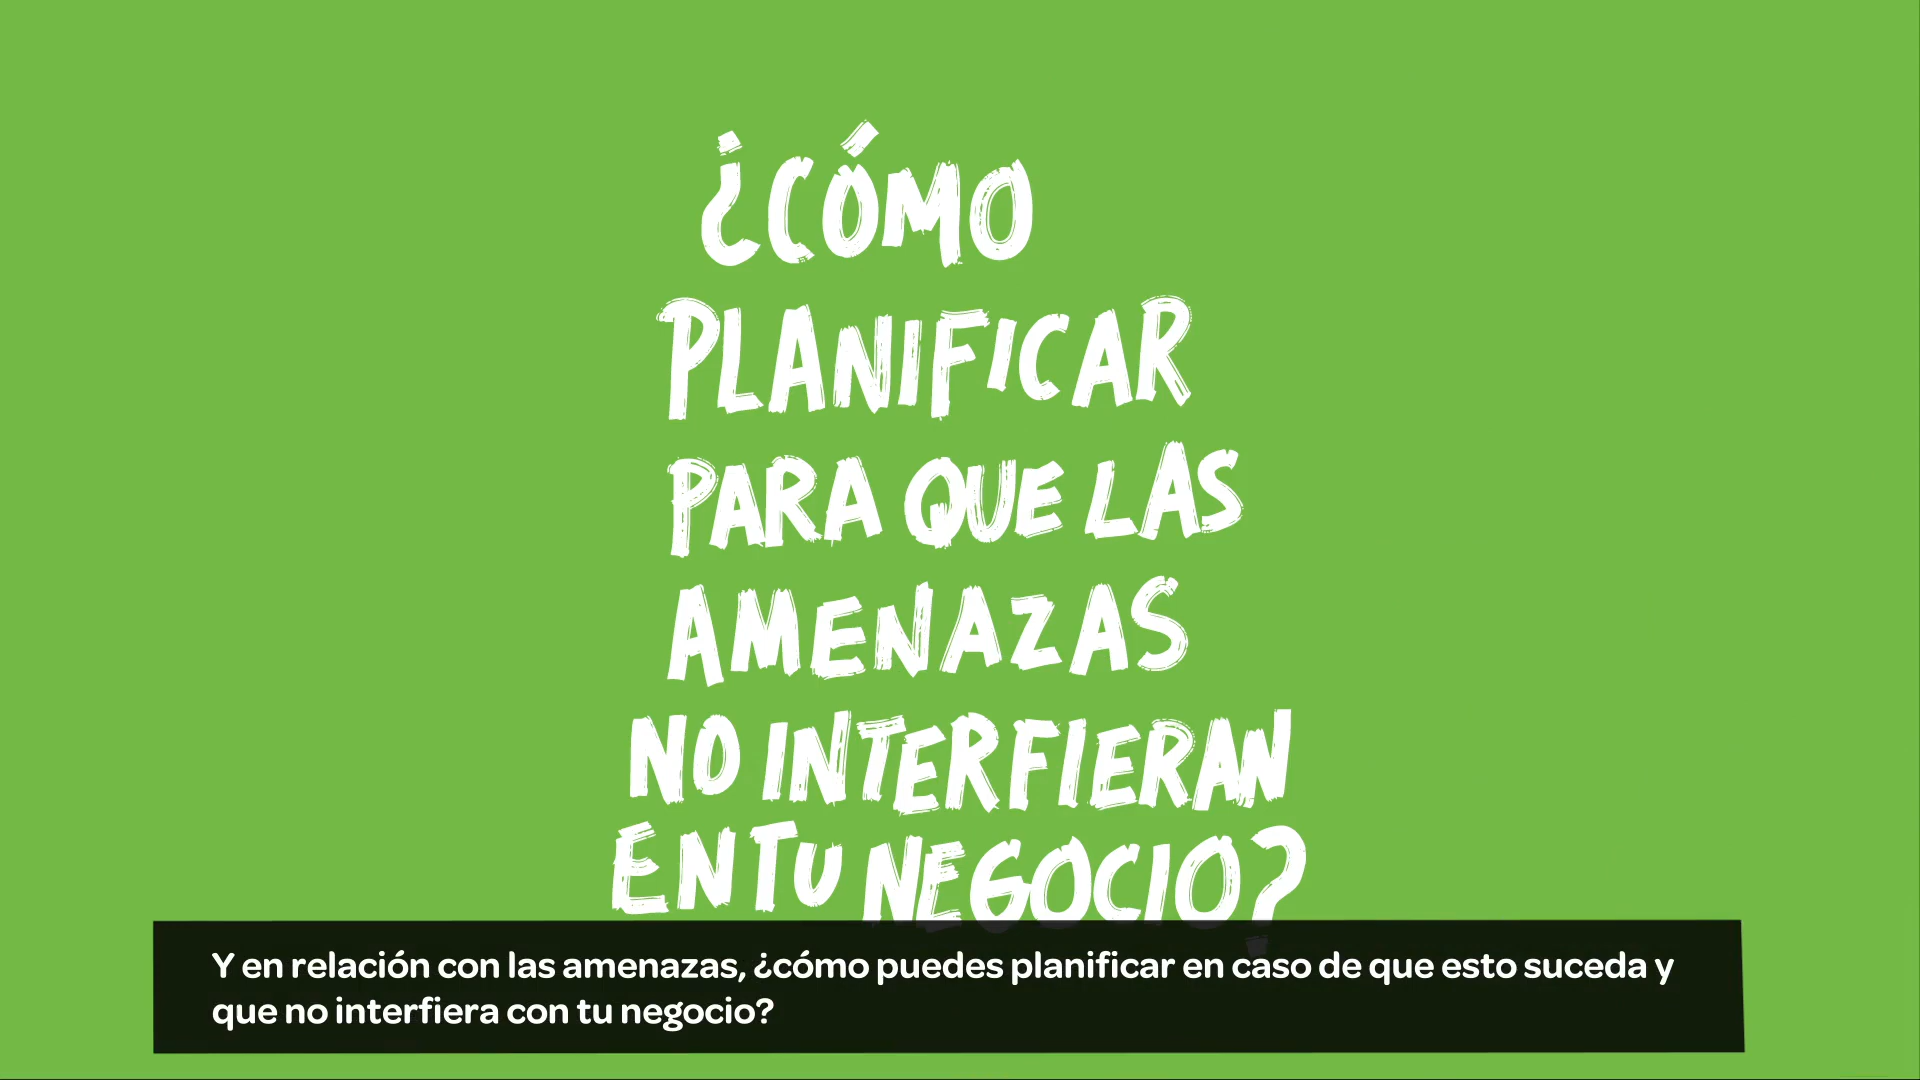 ¿CÓMO
PLANIFICAR
PARA QUE LAS
AMENAZAS
NO INTERFIERAN
EN TU NEGOCIO?
Y en relación con las amenazas, ¿cómo puedes planificar en caso de que esto suceda y
que no interfiera con tu negocio?